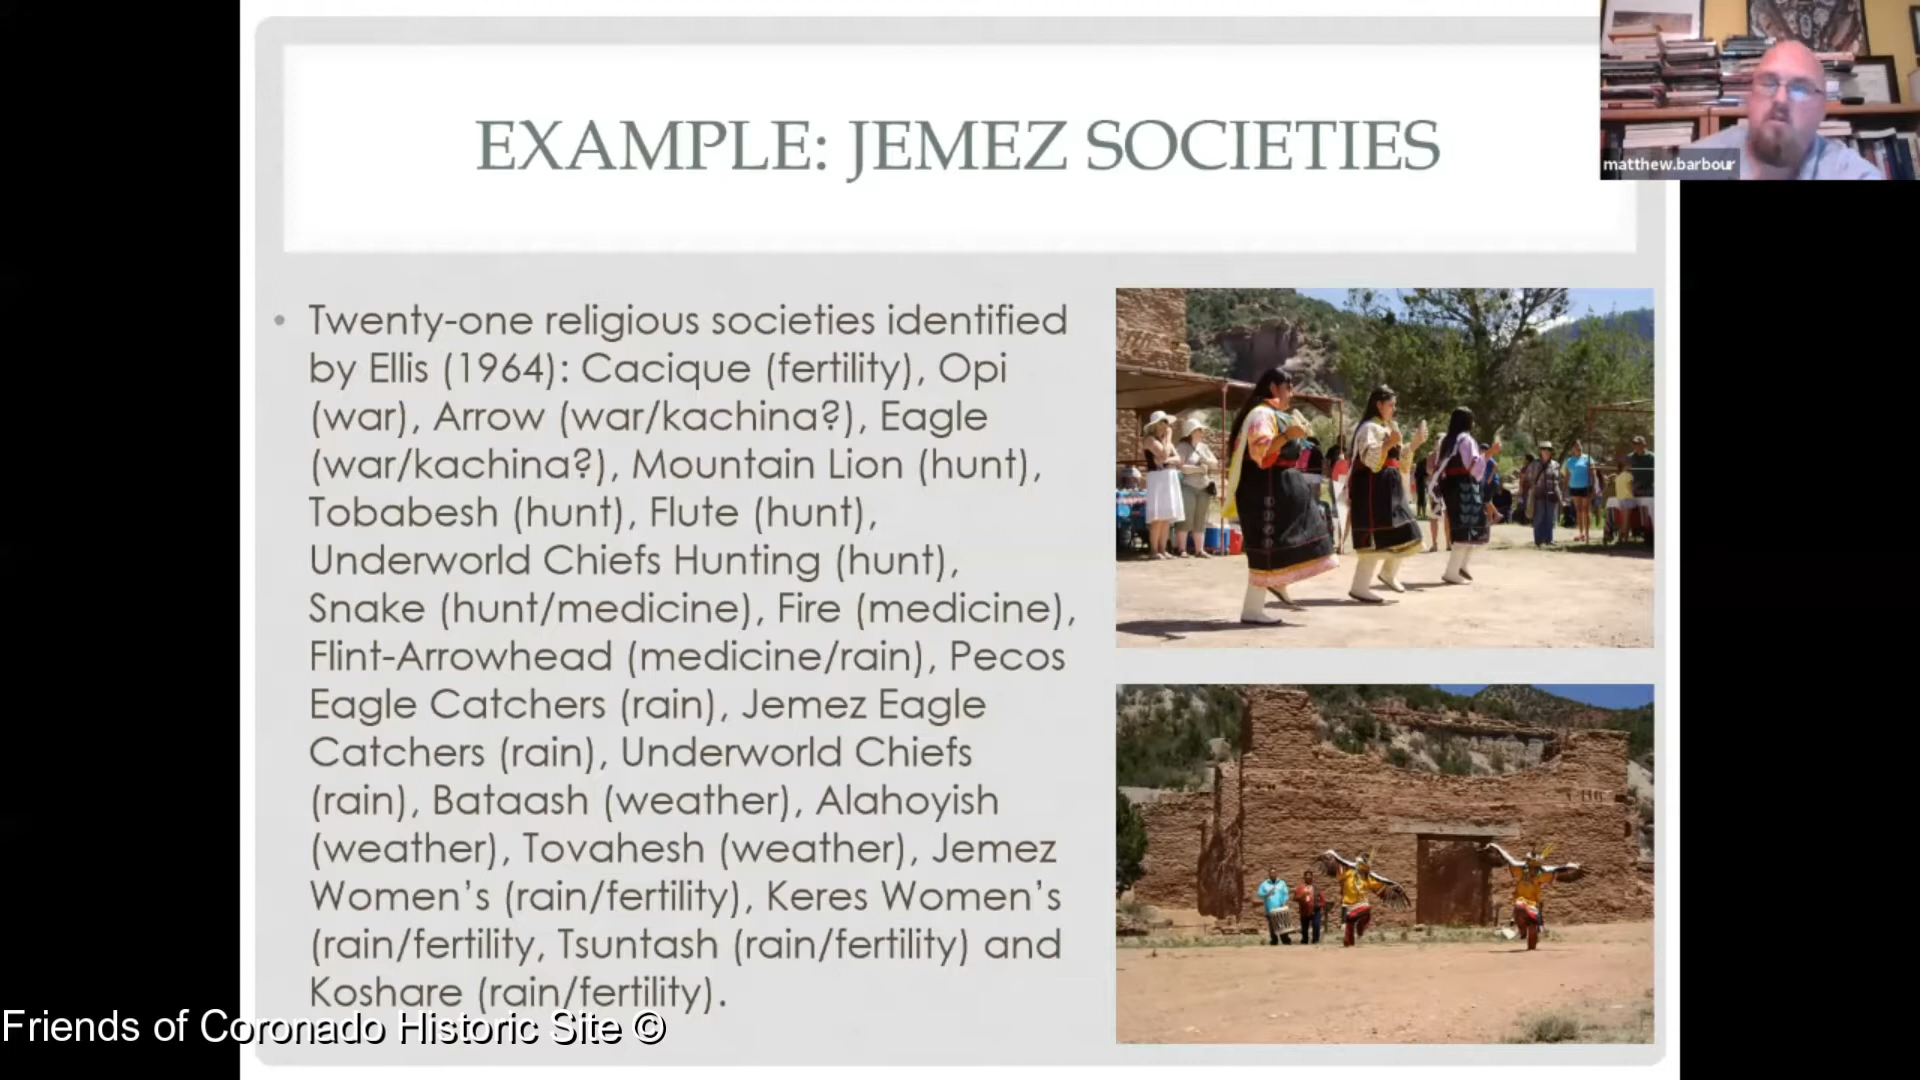 EXAMPLE: JEMEZ SOCIETIES
matthew.barbour
• Twenty-one religious societies identified
by Ellis (1964): Cacique (fertility), Opi
(war), Arrow (war/kachina?), Eagle
(war/kachina?), Mountain Lion (hunt),
Tobabesh (hunt), Flute (hunt),
Underworld Chiefs Hunting (hunt),
Snake (hunt/medicine), Fire (medicine),
Flint-Arrowhead (medicine/rain), Pecos
Eagle Catchers (rain), Jemez Eagle
Catchers (rain), Underworld Chiefs
(rain), Bataash (weather), Alahoyish
(weather), Tovahesh (weather), Jemez
Women's (rain/fertility), Keres Women's
(rain/fertility, Tsuntash (rain/fertility) and
Koshare (rain/fertility).
Friends of Coronado Historic Site ©